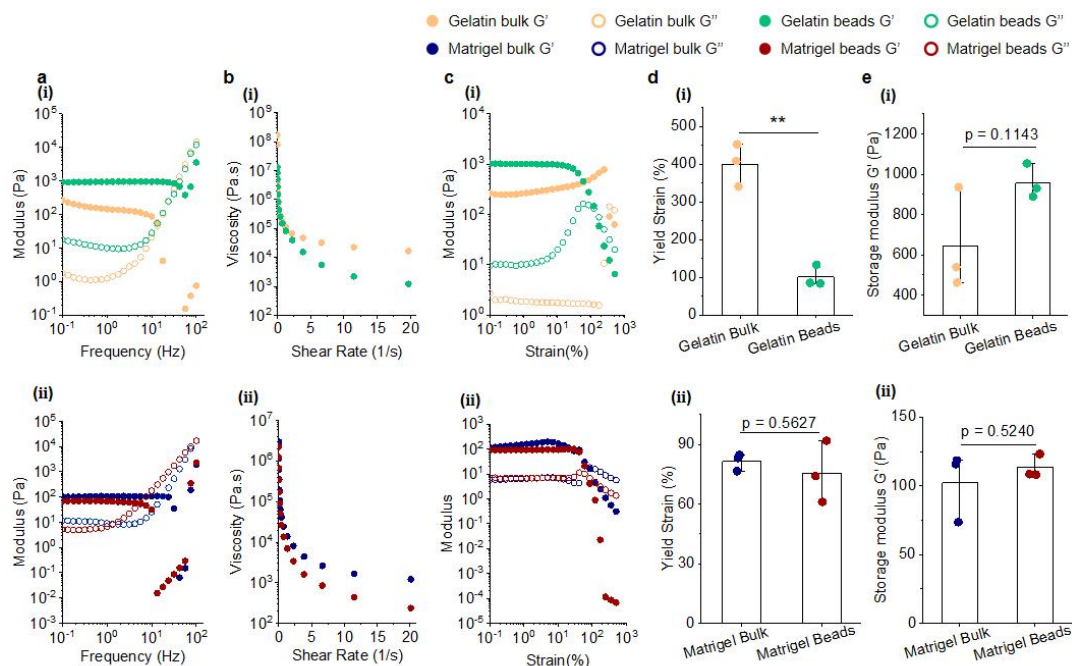 Gelatin bulk G' Gelatin bulk G'' Gelatin beads G' Gelatin beads G''
Matrigel bulk G' Matrigel bulk G'' Matrigel beads G' Matrigel beads G''
a b c d e
(i) (i) (i) (i) (i)
10^5
10^4
10^3
10^2
10^1
10^0
10^-1
Modulus (Pa)
10^-1 10^0 10^1 10^2
Frequency (Hz)
10^9
10^8
10^7
10^6
10^5
10^4
10^3
Viscosity (Pa.s)
0 5 10 15 20
Shear Rate (1/s)
10^4
10^3
10^2
10^1
10^0
Modulus (Pa)
10^-1 10^0 10^1 10^2 10^3
Strain(%)
**
500
400
300
200
100
0
Yield Strain (%)
Gelatin Bulk Gelatin Beads
p = 0.1143
1000
800
600
400
Storage modulus G' (Pa)
Gelatin Bulk Gelatin Beads
(ii) (ii) (ii) (ii) (ii)
10^5
10^4
10^3
10^2
10^1
10^0
10^-1
10^-2
10^-3
Modulus (Pa)
10^-1 10^0 10^1 10^2
Frequency (Hz)
10^7
10^6
10^5
10^4
10^3
10^2
Viscosity (Pa.s)
0 5 10 15 20
Shear Rate (1/s)
10^3
10^2
10^1
10^0
10^-1
10^-2
10^-3
10^-4
10^-5
Modulus
10^-1 10^0 10^1 10^2 10^3
Strain(%)
p = 0.5627
90
60
30
0
Yield Strain (%)
Matrigel Bulk Matrigel Beads
p = 0.5240
150
100
50
0
Storage modulus G' (Pa)
Matrigel Bulk Matrigel Beads